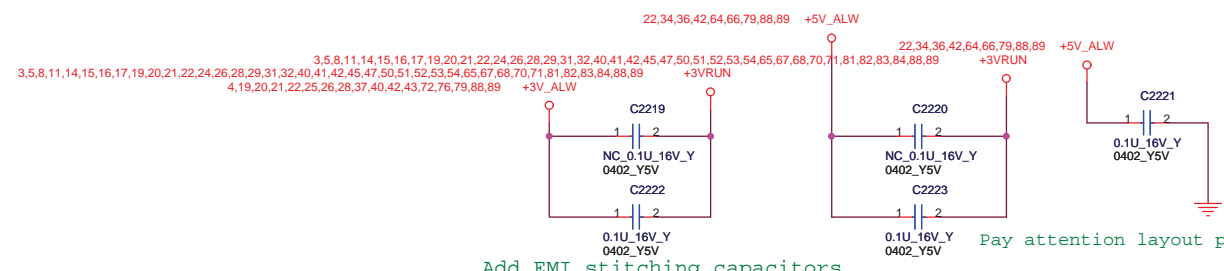 22,34,36,42,64,66,79,88,89 +5V_ALW
22,34,36,42,64,66,79,88,89 +5V_ALW
3,5,8,11,14,15,16,17,19,20,21,22,24,26,28,29,31,32,40,41,42,45,47,50,51,52,53,54,65,67,68,70,71,81,82,83,84,88,89 +3VRUN
3,5,8,11,14,15,16,17,19,20,21,22,24,26,28,29,31,32,40,41,42,45,47,50,51,52,53,54,65,67,68,70,71,81,82,83,84,88,89 +3VRUN
4,19,20,21,22,25,26,28,37,40,42,43,72,76,79,88,89 +3V_ALW
C2219
1 2
NC_0.1U_16V_Y
0402_Y5V
C2222
1 2
0.1U_16V_Y
0402_Y5V
C2220
1 2
NC_0.1U_16V_Y
0402_Y5V
C2223
1 2
0.1U_16V_Y
0402_Y5V
C2221
1 2
0.1U_16V_Y
0402_Y5V
Pay attention layout p
Add EMI stitching capacitors